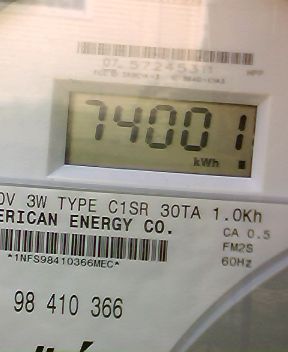 74001
kWh
0V 3W TYPE C1SR 30TA 1.0Kh
ERICAN ENERGY CO.
CA 0.5
FM2S
60Hz
*1NFS98410366MEC*
98 410 366